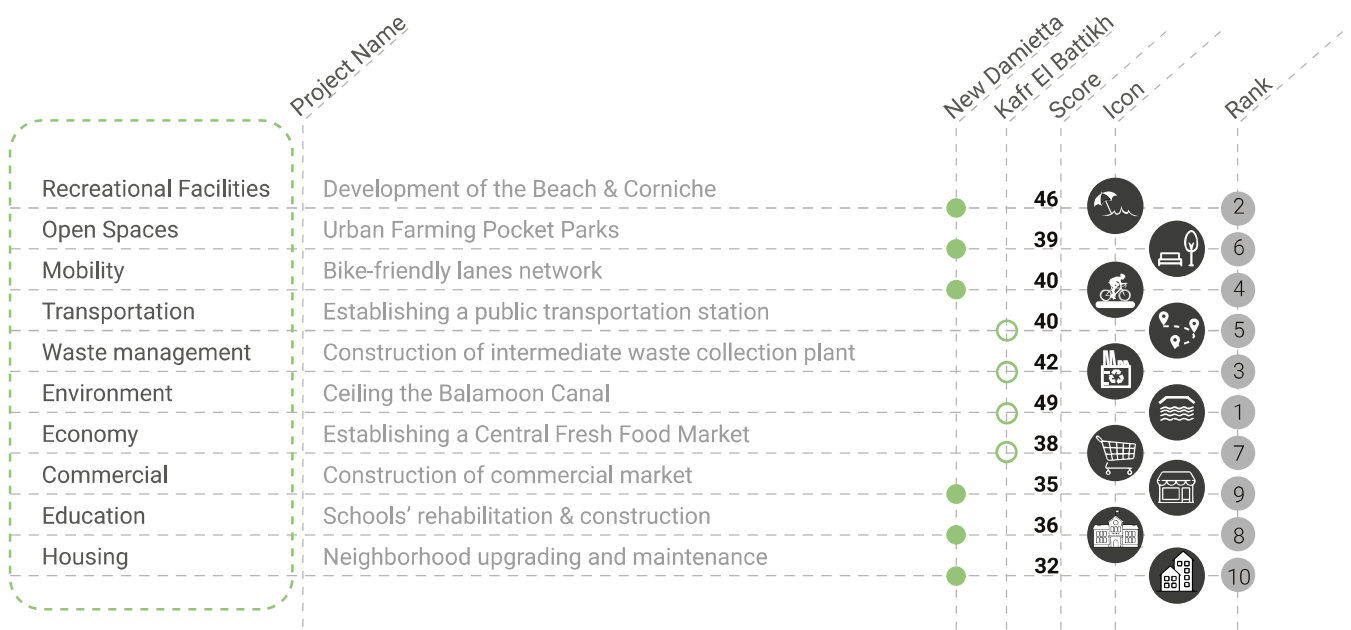 Project Name New Damietta Kafr El Battikh Score Icon Rank
Recreational Facilities Development of the Beach & Corniche 46 2
Open Spaces Urban Farming Pocket Parks 39 6
Mobility Bike-friendly lanes network 40 4
Transportation Establishing a public transportation station 40 5
Waste management Construction of intermediate waste collection plant 42 3
Environment Ceiling the Balamoon Canal 49 1
Economy Establishing a Central Fresh Food Market 38 7
Commercial Construction of commercial market 35 9
Education Schools’ rehabilitation & construction 36 8
Housing Neighborhood upgrading and maintenance 32 10